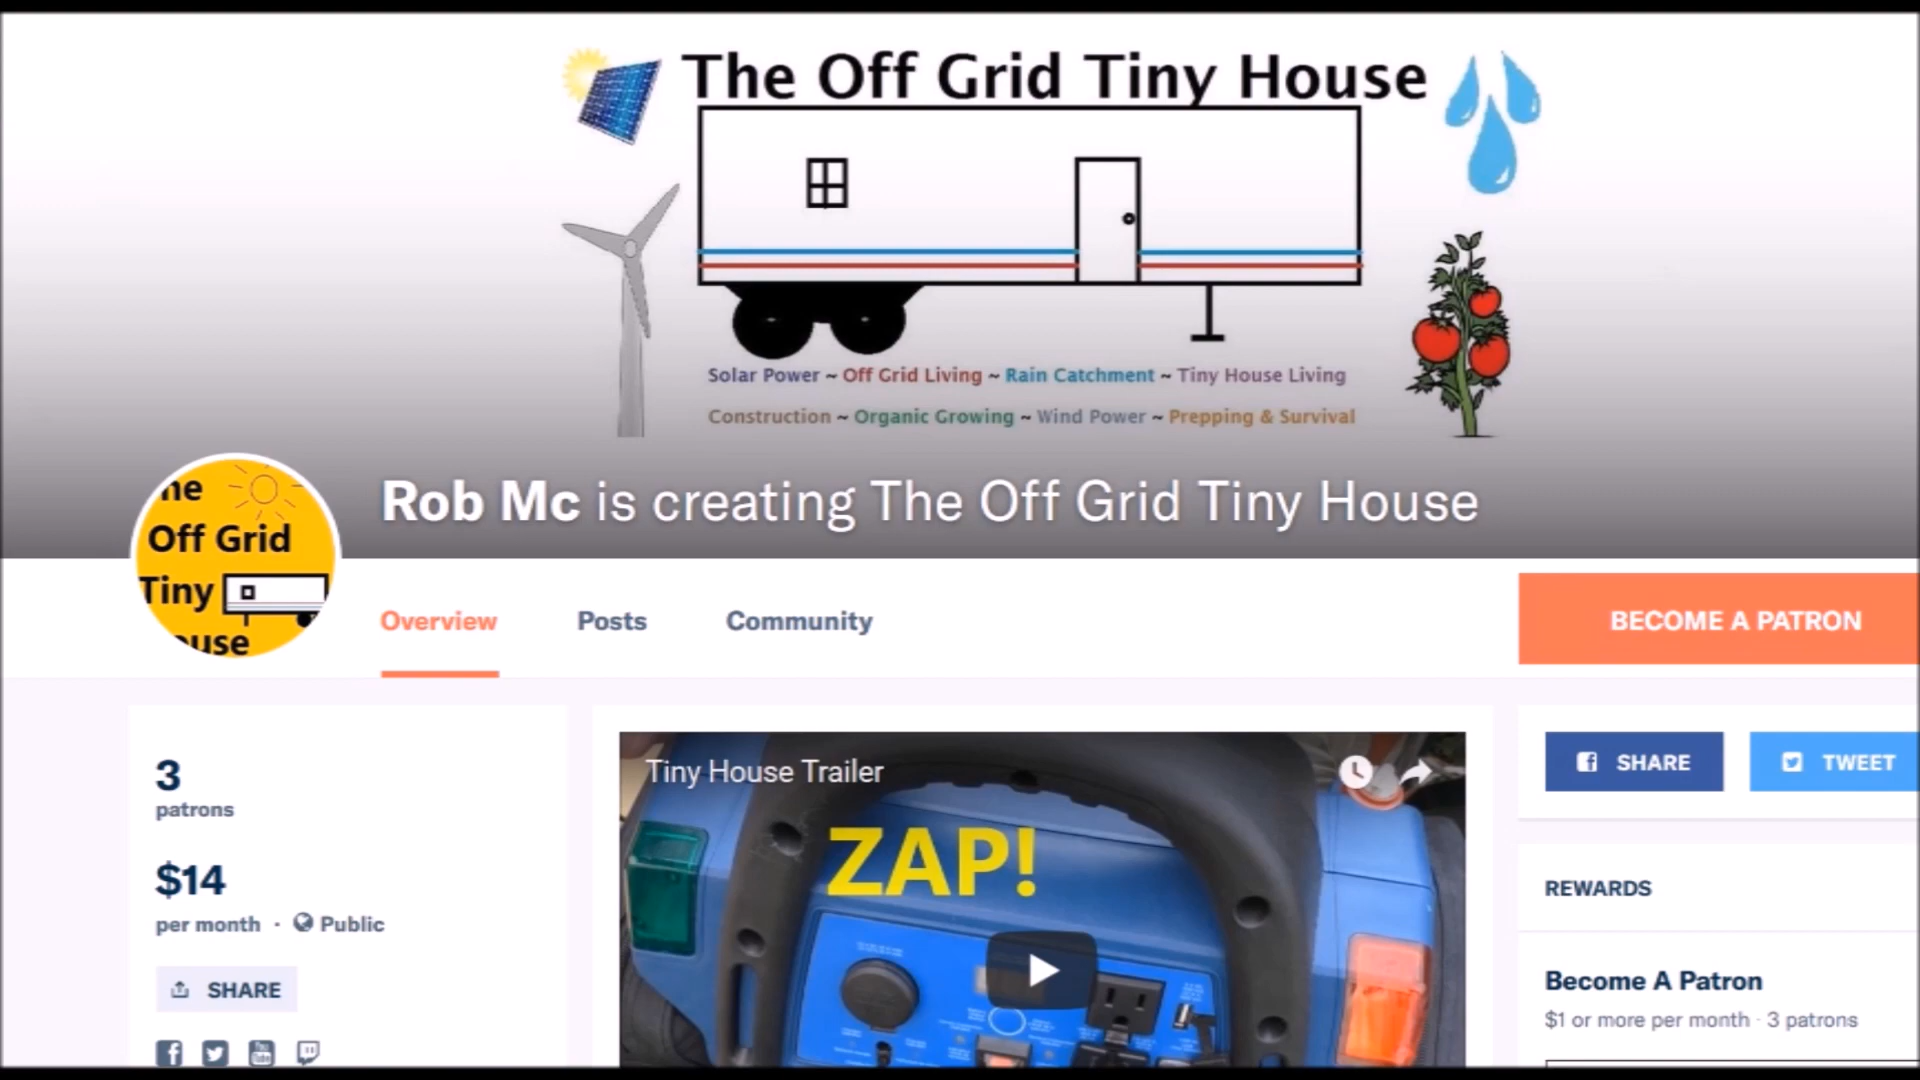 The Off Grid Tiny House
Solar Power ~ Off Grid Living ~ Rain Catchment ~ Tiny House Living
Construction ~ Organic Growing ~ Wind Power ~ Prepping & Survival
he
Off Grid
Tiny
use
Rob Mc is creating The Off Grid Tiny House
Overview
Posts
Community
BECOME A PATRON
3
patrons
$14
per month · Public
SHARE
Tiny House Trailer
ZAP!
SHARE
TWEET
REWARDS
Become A Patron
$1 or more per month · 3 patrons